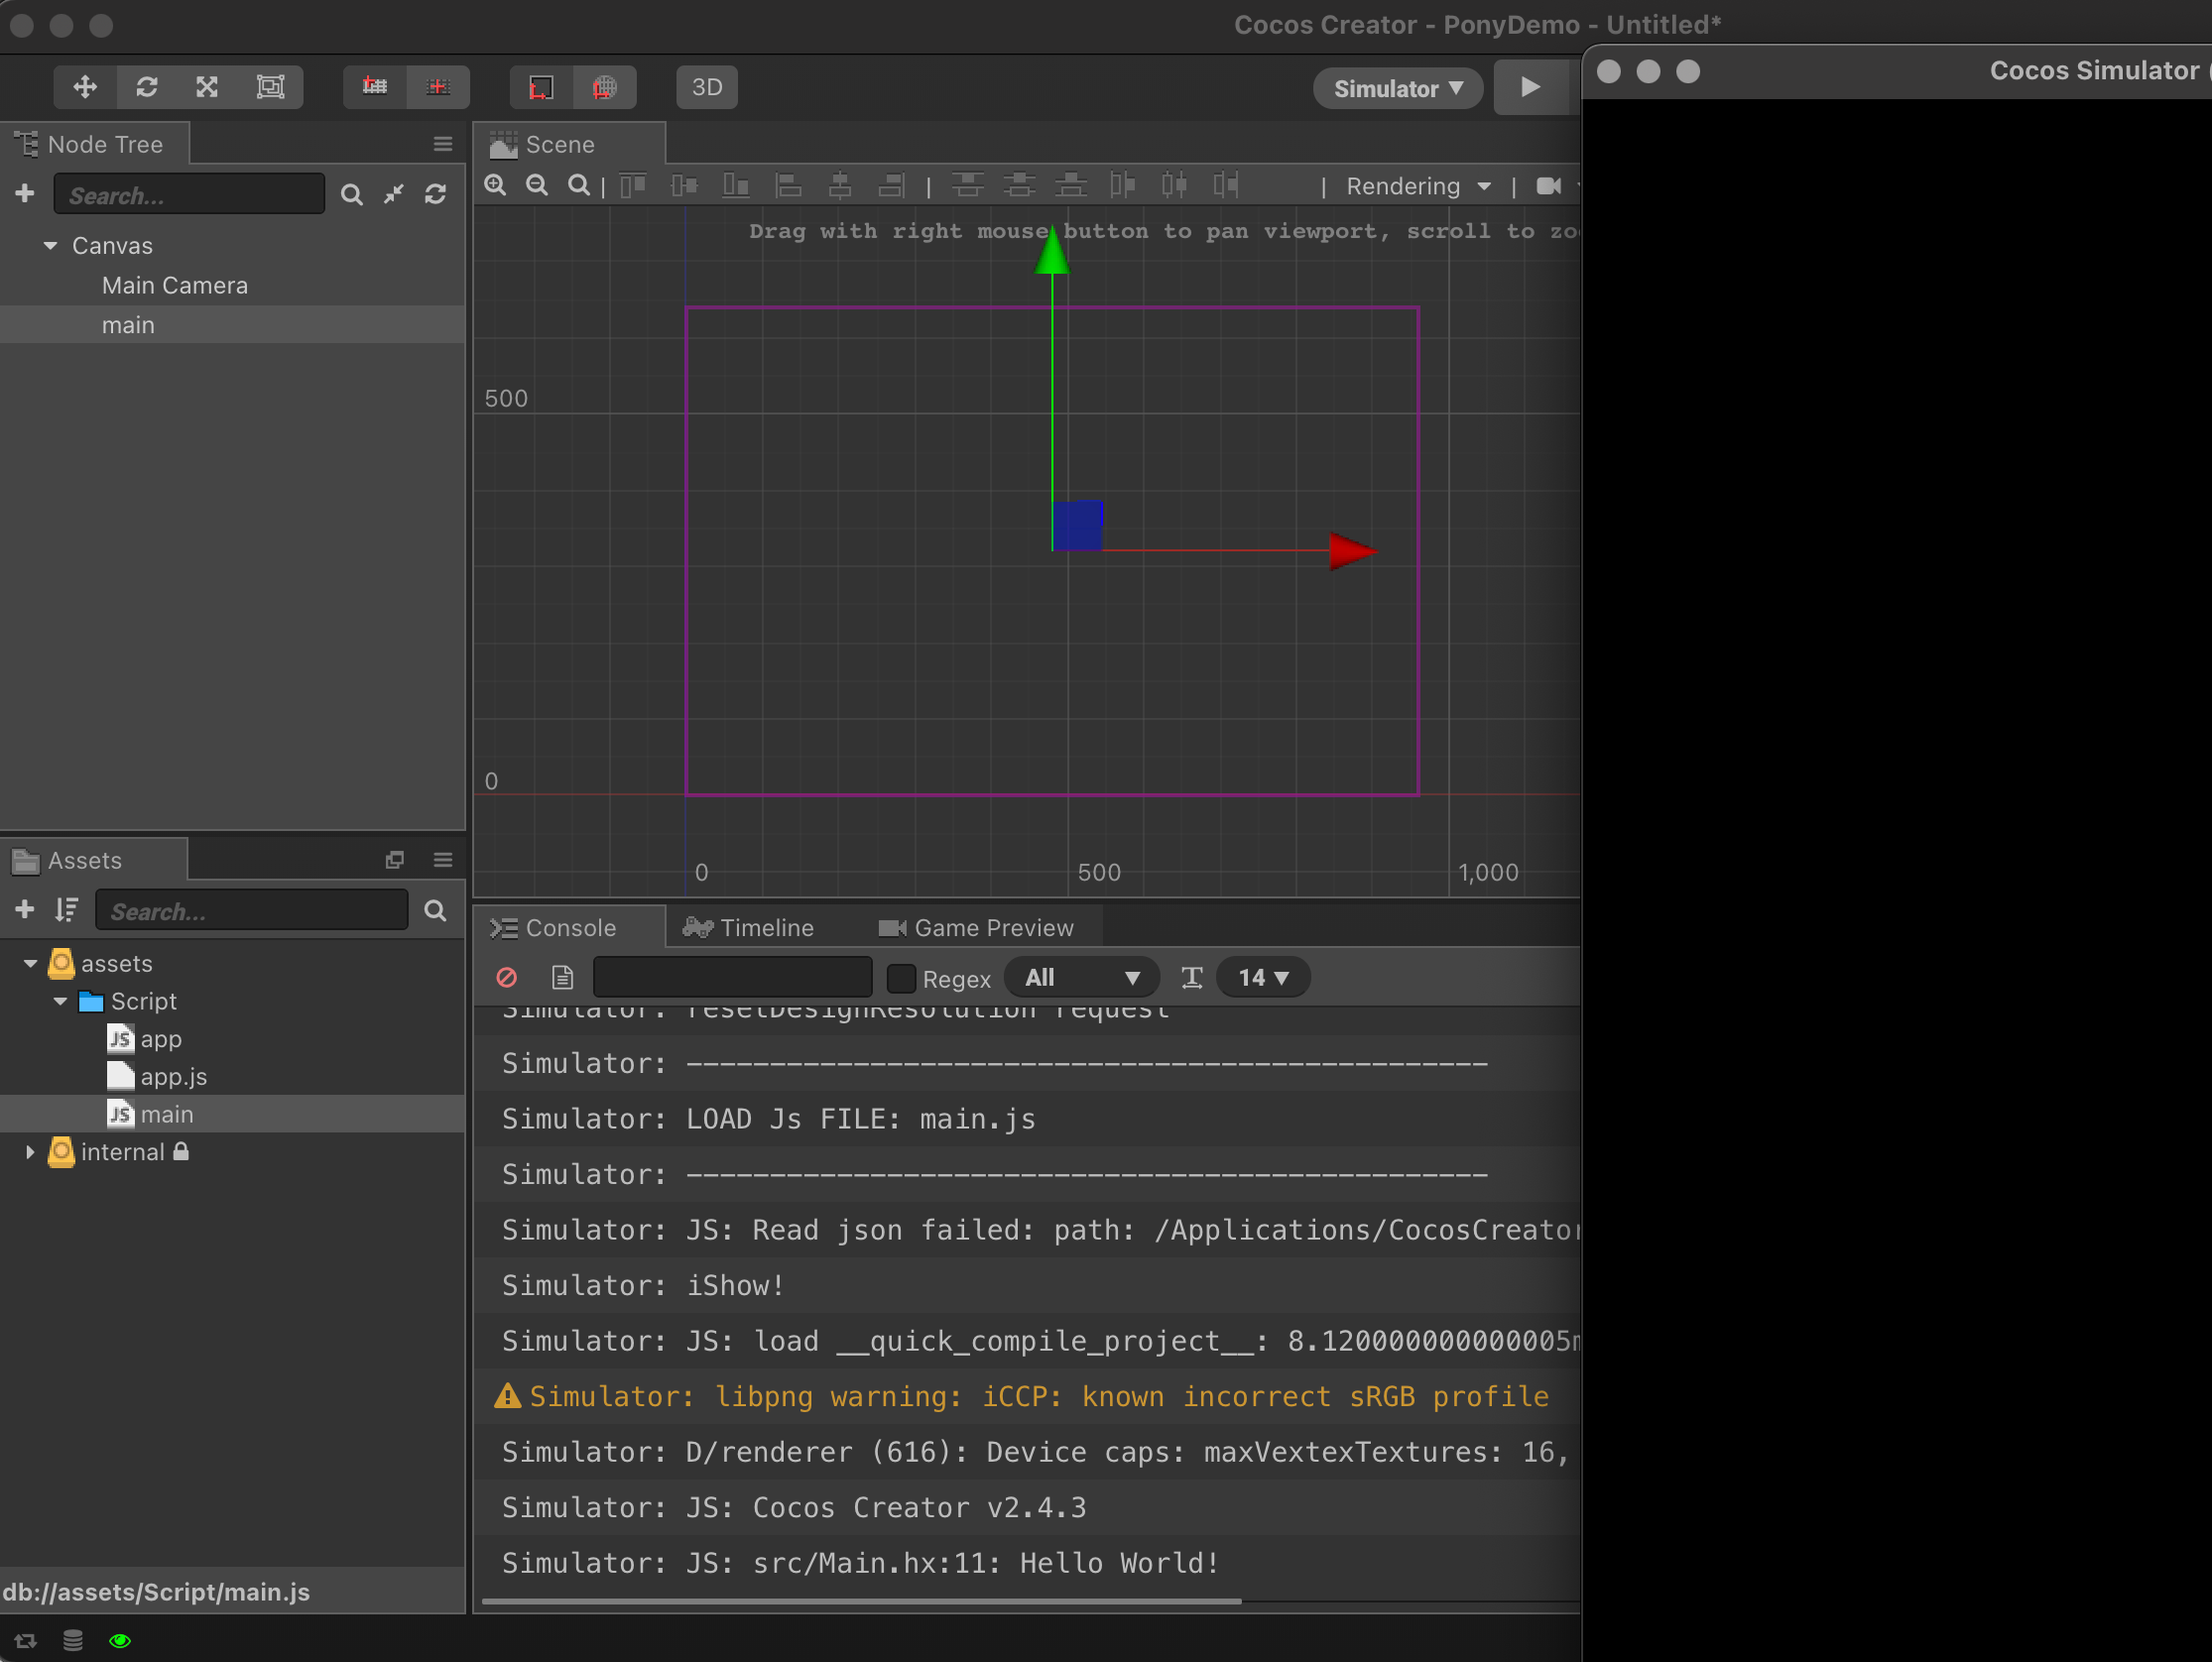 Cocos Creator - PonyDemo - Untitled*
3D
Simulator
Cocos Simulator (
Node Tree
Search...
Canvas
Main Camera
main
Scene
Rendering
Drag with right mouse button to pan viewport, scroll to zo
500
0
0
500
1,000
Assets
Search...
assets
Script
JS app
app.js
JS main
internal
db://assets/Script/main.js
Console
Timeline
Game Preview
Regex
All
14
Simulator: resetDesignResolution request
Simulator: ------------------------------------------------
Simulator: LOAD Js FILE: main.js
Simulator: ------------------------------------------------
Simulator: JS: Read json failed: path: /Applications/CocosCreator
Simulator: iShow!
Simulator: JS: load __quick_compile_project__: 8.120000000000005m
Simulator: libpng warning: iCCP: known incorrect sRGB profile
Simulator: D/renderer (616): Device caps: maxVextexTextures: 16,
Simulator: JS: Cocos Creator v2.4.3
Simulator: JS: src/Main.hx:11: Hello World!